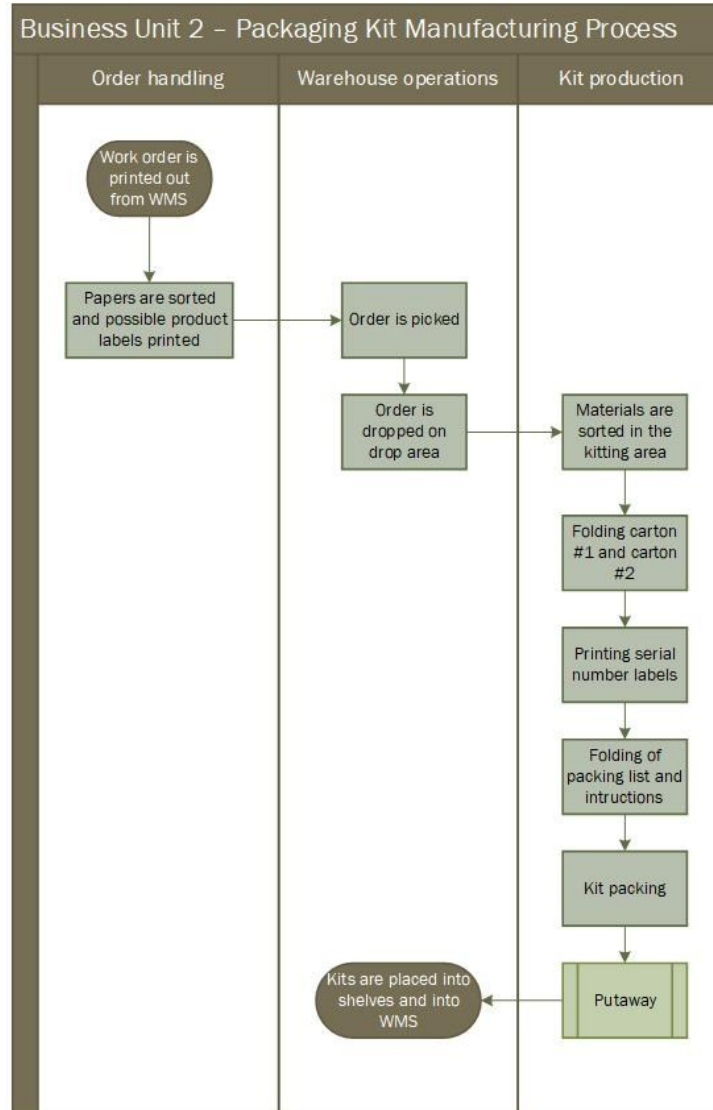 Business Unit 2 – Packaging Kit Manufacturing Process
Order handling
Warehouse operations
Kit production
Work order is
printed out
from WMS
Papers are sorted
and possible product
labels printed
Order is picked
Order is
dropped on
drop area
Materials are
sorted in the
kitting area
Folding carton
#1 and carton
#2
Printing serial
number labels
Folding of
packing list and
intructions
Kit packing
Putaway
Kits are placed into
shelves and into
WMS